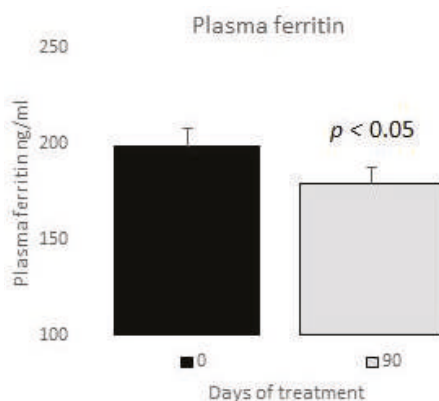 Plasma ferritin
250
200
150
100
Plasma ferritin ng/ml
p < 0.05
0
90
Days of treatment